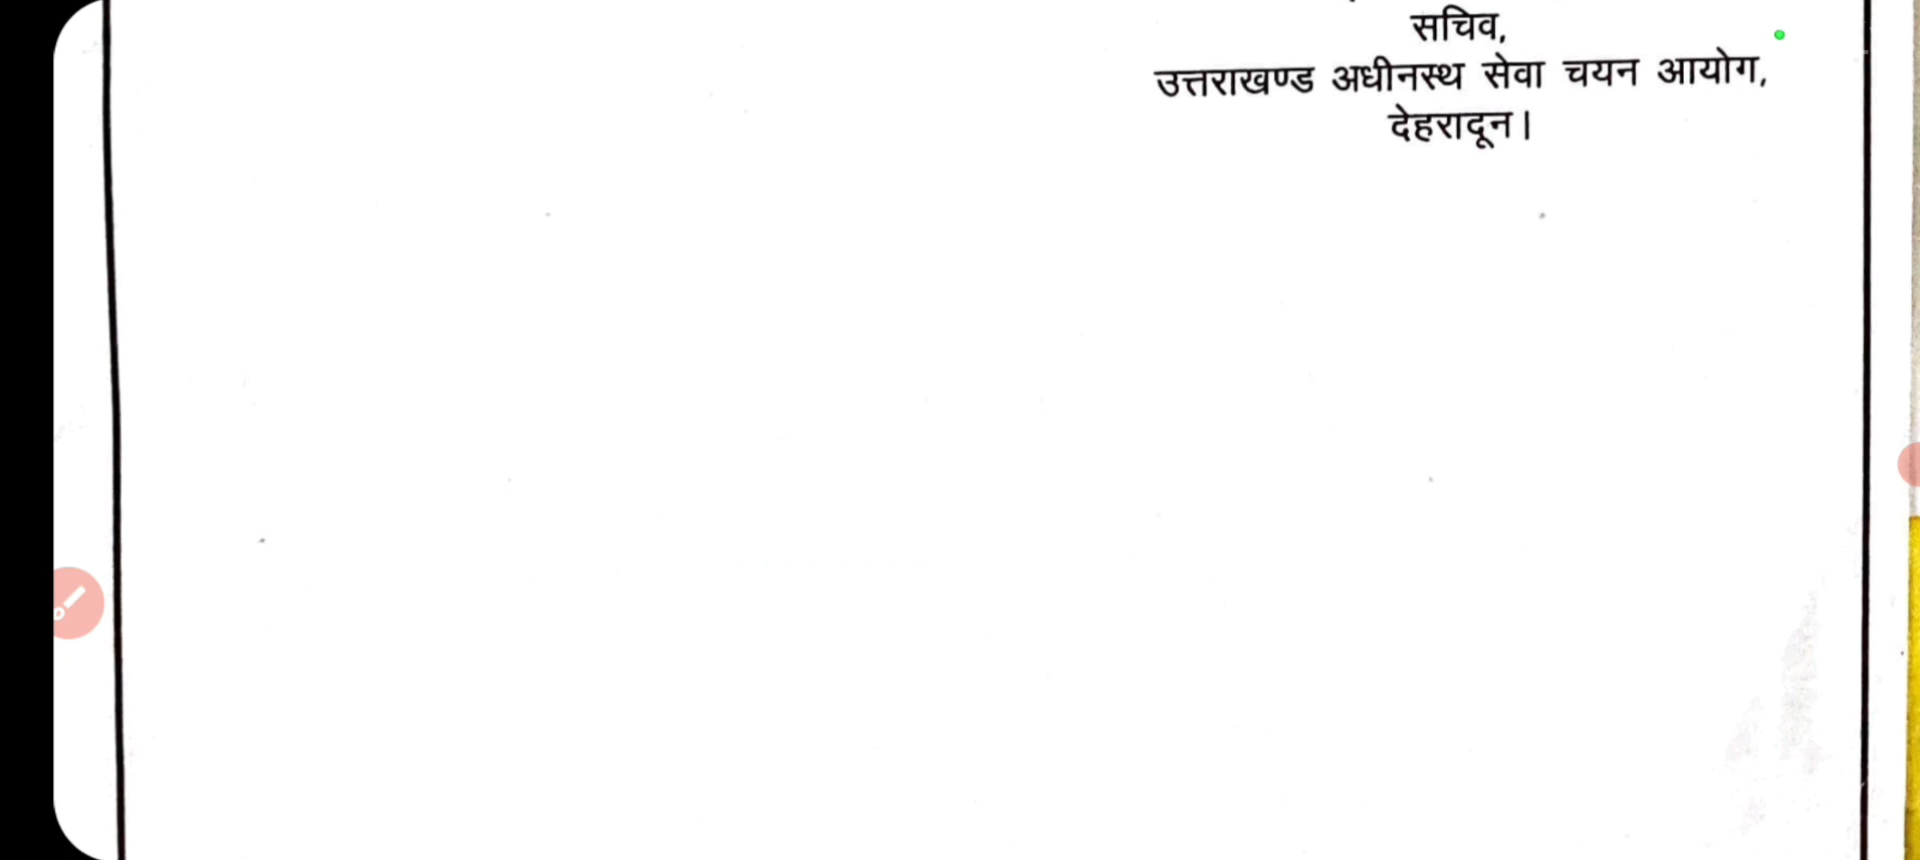 सचिव,
उत्तराखण्ड अधीनस्थ सेवा चयन आयोग,
देहरादून।